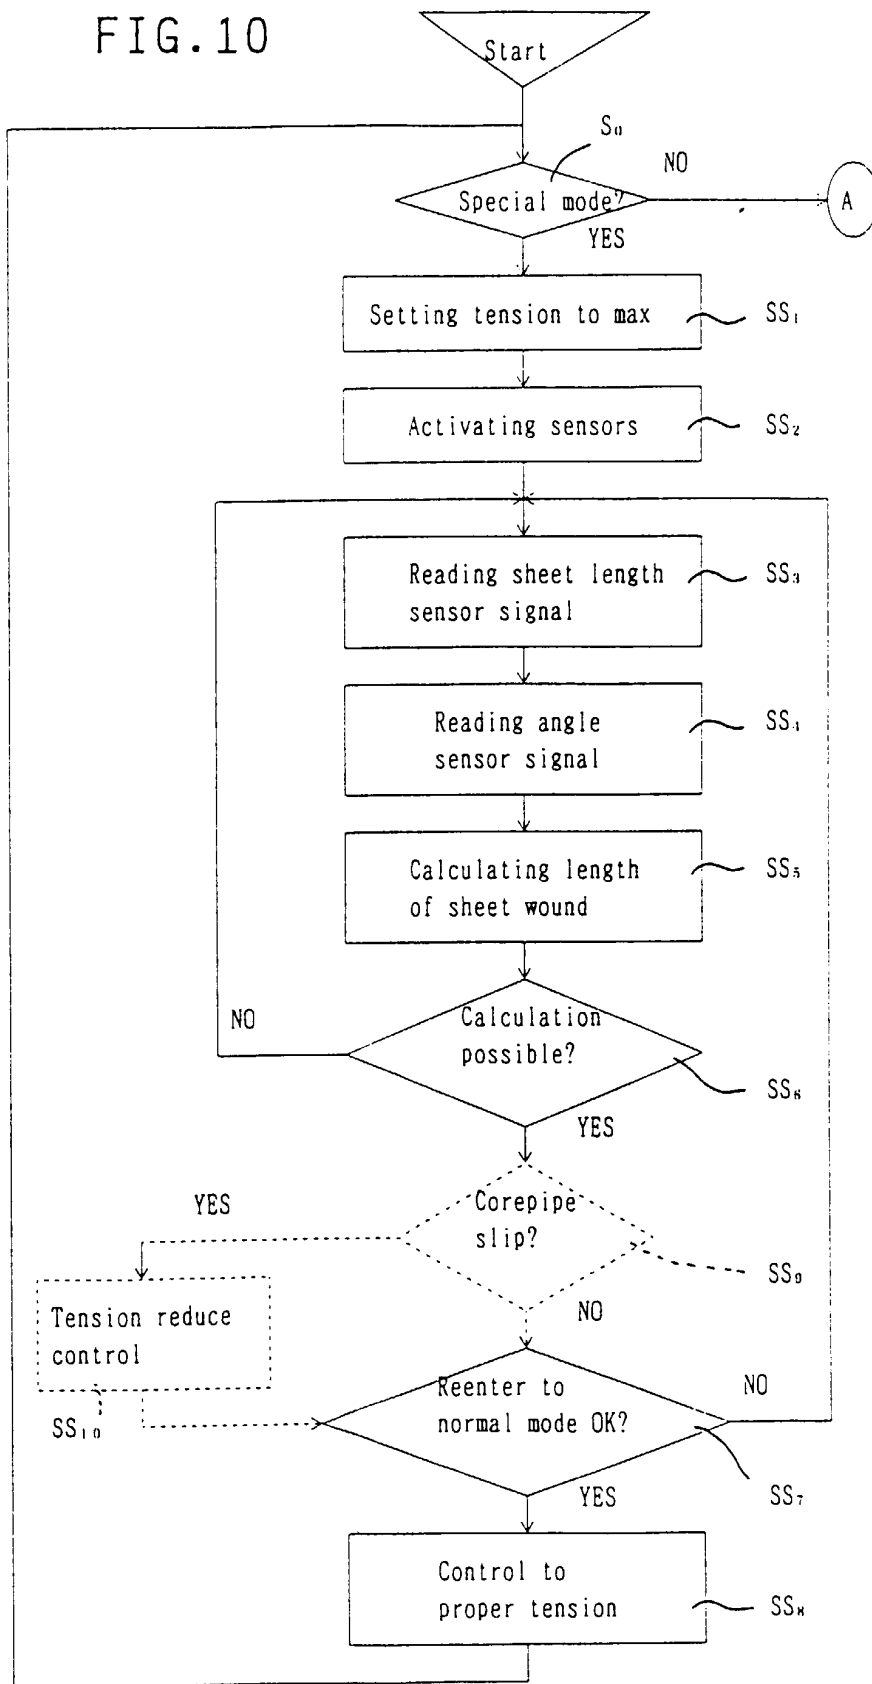 FIG.10
Start
S₀
NO
Special mode?
A
YES
Setting tension to max
SS₁
Activating sensors
SS₂
Reading sheet length
sensor signal
SS₃
Reading angle
sensor signal
SS₄
Calculating length
of sheet wound
SS₅
NO
Calculation
possible?
SS₆
YES
YES
Corepipe
slip?
SS₉
NO
Tension reduce
control
SS₁₀
Reenter to
normal mode OK?
NO
SS₇
YES
Control to
proper tension
SS₈